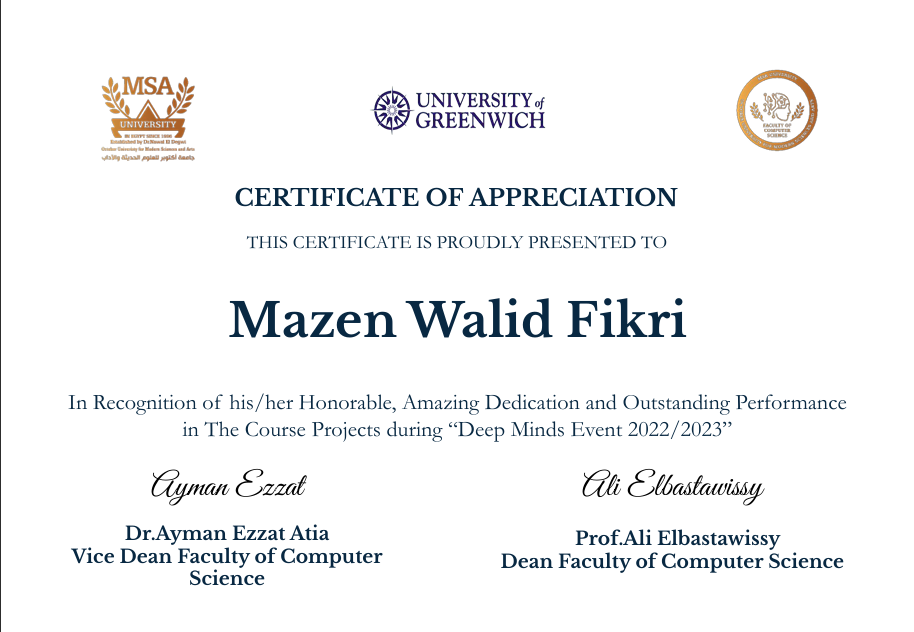 MSA
UNIVERSITY
IN EGYPT SINCE 1996
Established by Dr.Nawal El Degwi
October University for Modern Sciences and Arts
جامعة أكتوبر للعلوم الحديثة والآداب
UNIVERSITY of
GREENWICH
FACULTY OF
COMPUTER
SCIENCE
CERTIFICATE OF APPRECIATION
THIS CERTIFICATE IS PROUDLY PRESENTED TO
Mazen Walid Fikri
In Recognition of his/her Honorable, Amazing Dedication and Outstanding Performance
in The Course Projects during “Deep Minds Event 2022/2023”
Ayman Ezzat
Dr.Ayman Ezzat Atia
Vice Dean Faculty of Computer
Science
Ali Elbastawissy
Prof.Ali Elbastawissy
Dean Faculty of Computer Science